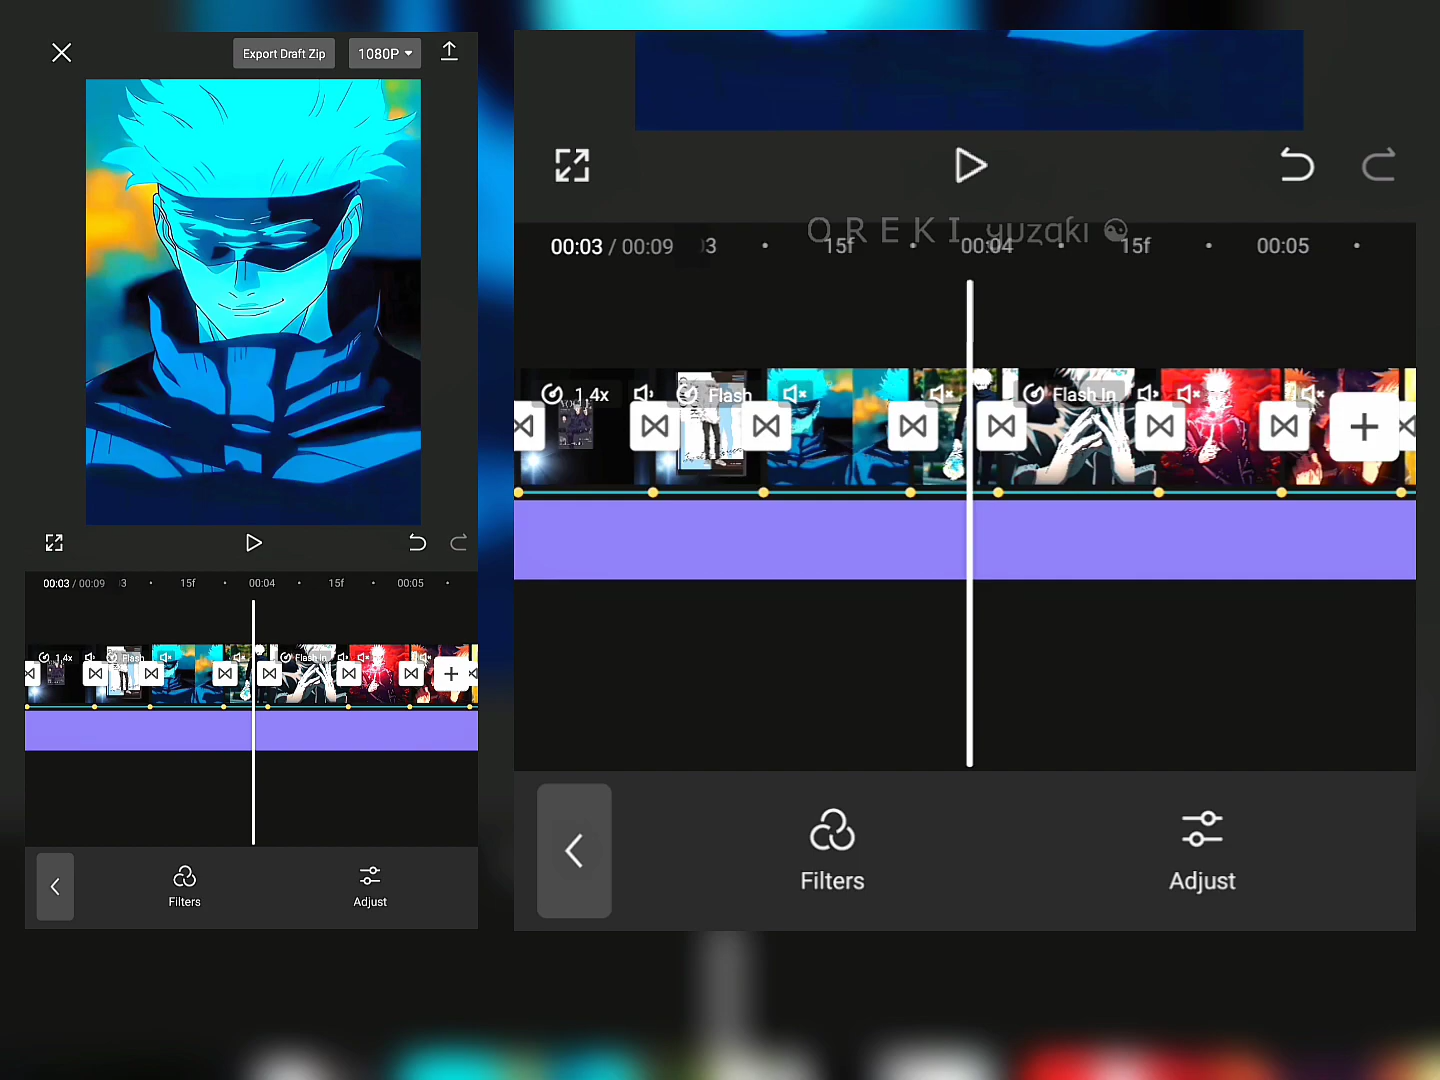 Export Draft Zip
1080P
00:03 / 00:09 3 15f 00:04 15f 00:05
1.4x Flash Flash In
Filters
Adjust
O R E K I yuzakı
00:03 / 00:09 3 15f 00:04 15f 00:05
1.4x Flash Flash In
Filters
Adjust